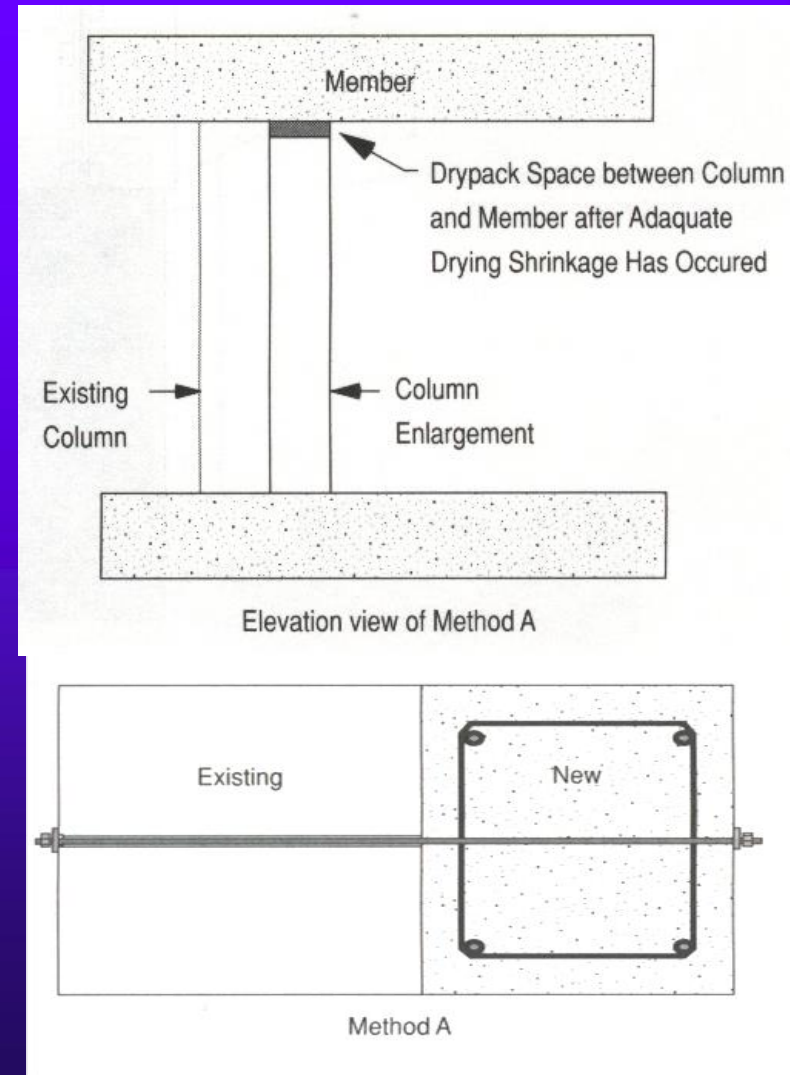 Member
Drypack Space between Column
and Member after Adaquate
Drying Shrinkage Has Occured
Existing
Column
Column
Enlargement
Elevation view of Method A
Existing
New
Method A